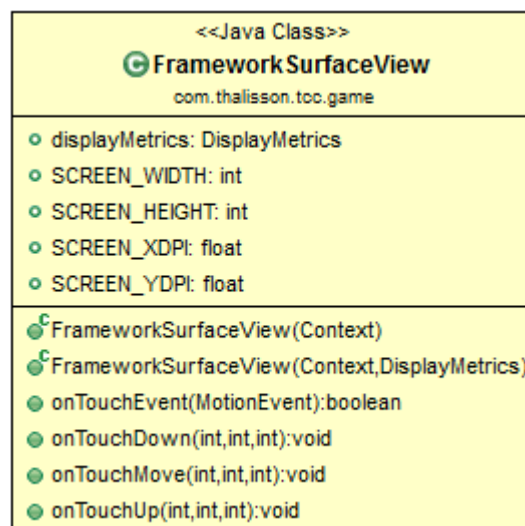 <<Java Class>>
C FrameworkSurfaceView
com.thalisson.tcc.game
displayMetrics: DisplayMetrics
SCREEN_WIDTH: int
SCREEN_HEIGHT: int
SCREEN_XDPI: float
SCREEN_YDPI: float
C FrameworkSurfaceView(Context)
C FrameworkSurfaceView(Context,DisplayMetrics)
onTouchEvent(MotionEvent):boolean
onTouchDown(int,int,int):void
onTouchMove(int,int,int):void
onTouchUp(int,int,int):void